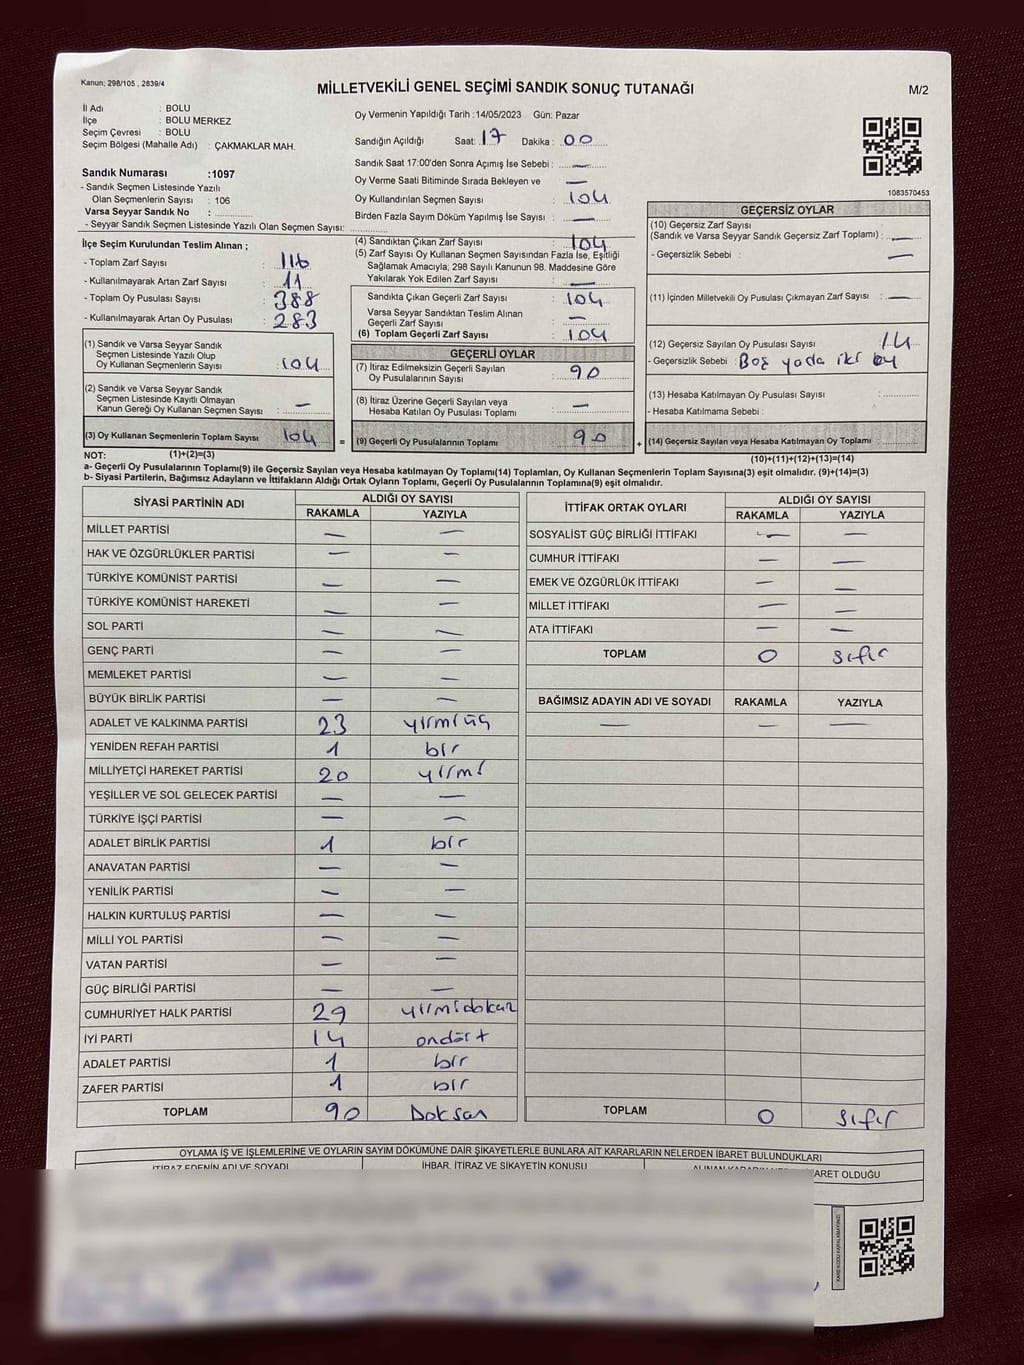 Kanun: 298/105 , 2839/4
MİLLETVEKİLİ GENEL SEÇİMİ SANDIK SONUÇ TUTANAĞI
M/2
İl Adı : BOLU
İlçe : BOLU MERKEZ
Seçim Çevresi : BOLU
Seçim Bölgesi (Mahalle Adı) : ÇAKMAKLAR MAH.
Sandık Numarası :1097
- Sandık Seçmen Listesinde Yazılı
Olan Seçmenlerin Sayısı : 106
Varsa Seyyar Sandık No :
- Seyyar Sandık Seçmen Listesinde Yazılı Olan Seçmen Sayısı:
Oy Vermenin Yapıldığı Tarih :14/05/2023 Gün: Pazar
Sandığın Açıldığı Saat: 17 Dakika: 00
Sandık Saat 17:00'den Sonra Açımış İse Sebebi : —
Oy Verme Saati Bitiminde Sırada Bekleyen ve —
Oy Kullandırılan Seçmen Sayısı 104
Birden Fazla Sayım Döküm Yapılmış İse Sayısı : —
1083570453
İlçe Seçim Kurulundan Teslim Alınan ;
- Toplam Zarf Sayısı : 116
- Kullanılmayarak Artan Zarf Sayısı : 11
- Toplam Oy Pusulası Sayısı : 388
- Kullanılmayarak Artan Oy Pusulası : 283
(1) Sandık ve Varsa Seyyar Sandık
Seçmen Listesinde Yazılı Olup
Oy Kullanan Seçmenlerin Sayısı : 104
(2) Sandık ve Varsa Seyyar Sandık
Seçmen Listesinde Kayıtlı Olmayan
Kanun Gereği Oy Kullanan Seçmen Sayısı : —
(3) Oy Kullanan Seçmenlerin Toplam Sayısı 104 =
(4) Sandıktan Çıkan Zarf Sayısı : 104
(5) Zarf Sayısı Oy Kullanan Seçmen Sayısından Fazla İse, Eşitliği
Sağlamak Amacıyla; 298 Sayılı Kanunun 98. Maddesine Göre
Yakılarak Yok Edilen Zarf Sayısı : —
Sandıkta Çıkan Geçerli Zarf Sayısı : 104
Varsa Seyyar Sandıktan Teslim Alınan
Geçerli Zarf Sayısı : —
(6) Toplam Geçerli Zarf Sayısı : 104
GEÇERLİ OYLAR
(7) İtiraz Edilmeksizin Geçerli Sayılan
Oy Pusulalarının Sayısı : 90
(8) İtiraz Üzerine Geçerli Sayılan veya
Hesaba Katılan Oy Pusulası Toplamı : —
(9) Geçerli Oy Pusulalarının Toplamı : 90 +
GEÇERSİZ OYLAR
(10) Geçersiz Zarf Sayısı
(Sandık ve Varsa Seyyar Sandık Geçersiz Zarf Toplamı) : —
- Geçersizlik Sebebi : —
(11) İçinden Milletvekili Oy Pusulası Çıkmayan Zarf Sayısı : —
(12) Geçersiz Sayılan Oy Pusulası Sayısı : 14
- Geçersizlik Sebebi : Boş yada iki oy
(13) Hesaba Katılmayan Oy Pusulası Sayısı :
- Hesaba Katılmama Sebebi :
(14) Geçersiz Sayılan veya Hesaba Katılmayan Oy Toplamı :
NOT: (1)+(2)=(3)
(10)+(11)+(12)+(13)=(14)
a- Geçerli Oy Pusulalarının Toplamı(9) ile Geçersiz Sayılan veya Hesaba katılmayan Oy Toplamı(14) Toplamları, Oy Kullanan Seçmenlerin Toplam Sayısına(3) eşit olmalıdır. (9)+(14)=(3)
b- Siyasi Partilerin, Bağımsız Adayların ve İttifakların Aldığı Ortak Oyların Toplamı, Geçerli Oy Pusulalarının Toplamına(9) eşit olmalıdır.
SİYASİ PARTİNİN ADI ALDIĞI OY SAYISI
RAKAMLA YAZIYLA
MİLLET PARTİSİ — —
HAK VE ÖZGÜRLÜKLER PARTİSİ — —
TÜRKİYE KOMÜNİST PARTİSİ — —
TÜRKİYE KOMÜNİST HAREKETİ — —
SOL PARTİ — —
GENÇ PARTİ — —
MEMLEKET PARTİSİ — —
BÜYÜK BİRLİK PARTİSİ — —
ADALET VE KALKINMA PARTİSİ 23 yirmi üç
YENİDEN REFAH PARTİSİ 1 bir
MİLLİYETÇİ HAREKET PARTİSİ 20 yirmi
YEŞİLLER VE SOL GELECEK PARTİSİ — —
TÜRKİYE İŞÇİ PARTİSİ — —
ADALET BİRLİK PARTİSİ 1 bir
ANAVATAN PARTİSİ — —
YENİLİK PARTİSİ — —
HALKIN KURTULUŞ PARTİSİ — —
MİLLİ YOL PARTİSİ — —
VATAN PARTİSİ — —
GÜÇ BİRLİĞİ PARTİSİ — —
CUMHURİYET HALK PARTİSİ 29 yirmidokuz
İYİ PARTİ 14 ondört
ADALET PARTİSİ 1 bir
ZAFER PARTİSİ 1 bir
TOPLAM 90 Doksan
İTTİFAK ORTAK OYLARI ALDIĞI OY SAYISI
RAKAMLA YAZIYLA
SOSYALİST GÜÇ BİRLİĞİ İTTİFAKI — —
CUMHUR İTTİFAKI — —
EMEK VE ÖZGÜRLÜK İTTİFAKI — —
MİLLET İTTİFAKI — —
ATA İTTİFAKI — —
TOPLAM 0 sıfır
BAĞIMSIZ ADAYIN ADI VE SOYADI RAKAMLA YAZIYLA
— — —
TOPLAM 0 sıfır
OYLAMA İŞ VE İŞLEMLERİNE VE OYLARIN SAYIM DÖKÜMÜNE DAİR ŞİKAYETLERLE BUNLARA AİT KARARLARIN NELERDEN İBARET BULUNDUKLARI
İTİRAZ EDENİN ADI VE SOYADI İHBAR, İTİRAZ VE ŞİKAYETİN KONUSU